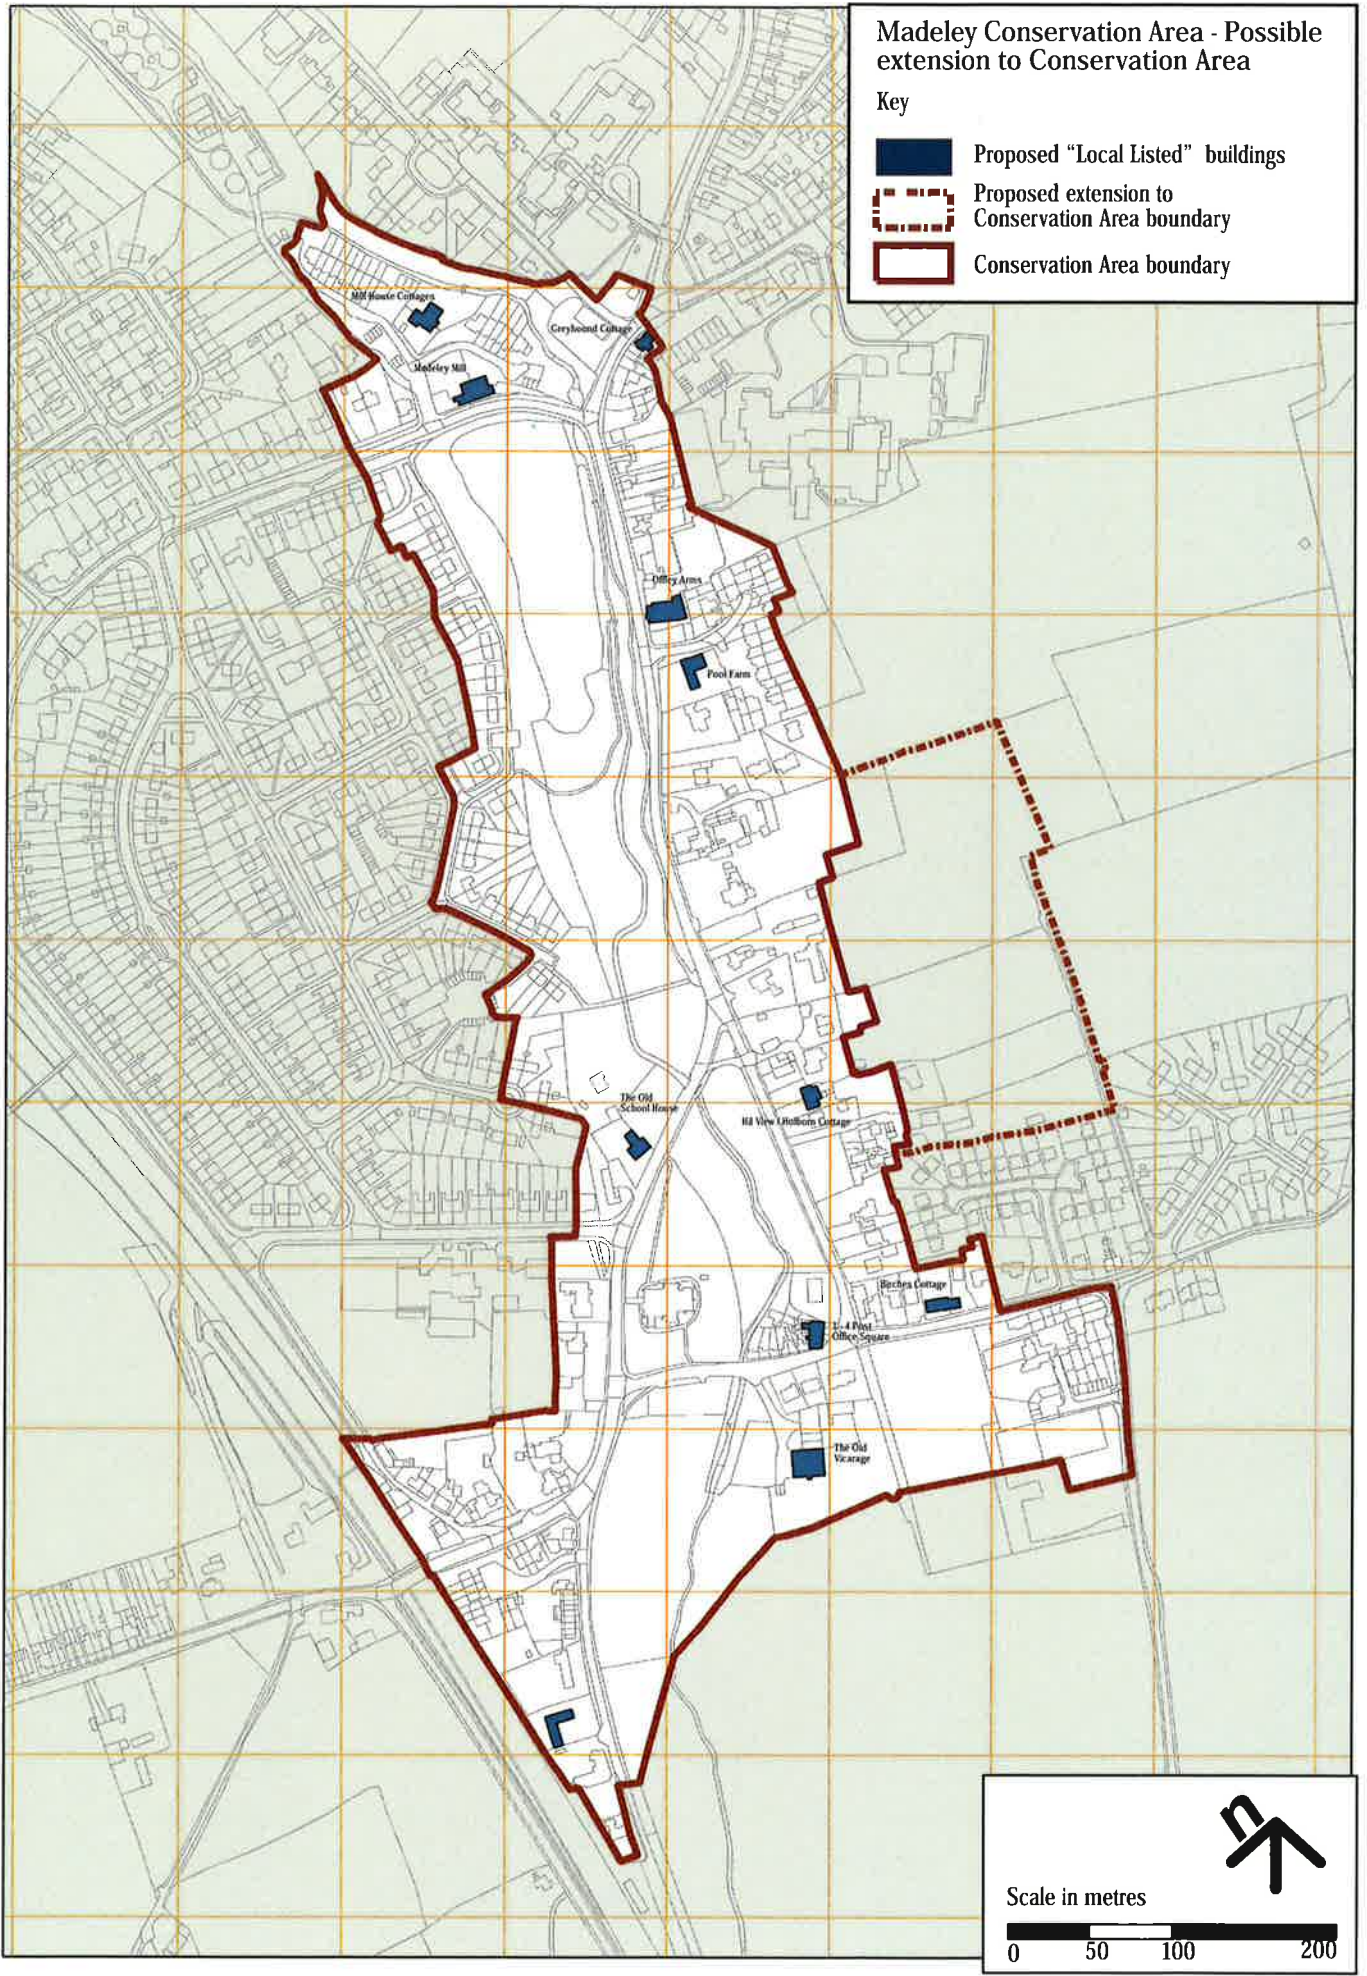 Madeley Conservation Area - Possible
extension to Conservation Area
Key
Proposed “Local Listed” buildings
Proposed extension to
Conservation Area boundary
Conservation Area boundary
Mill House Cottages
Greyhound Cottage
Madeley Mill
Offley Arms
Pool Farm
The Old
School House
Hill View / Holborn Cottage
Birches Cottage
1 - 4 Post
Office Square
The Old
Vicarage
n
Scale in metres
0 50 100 200